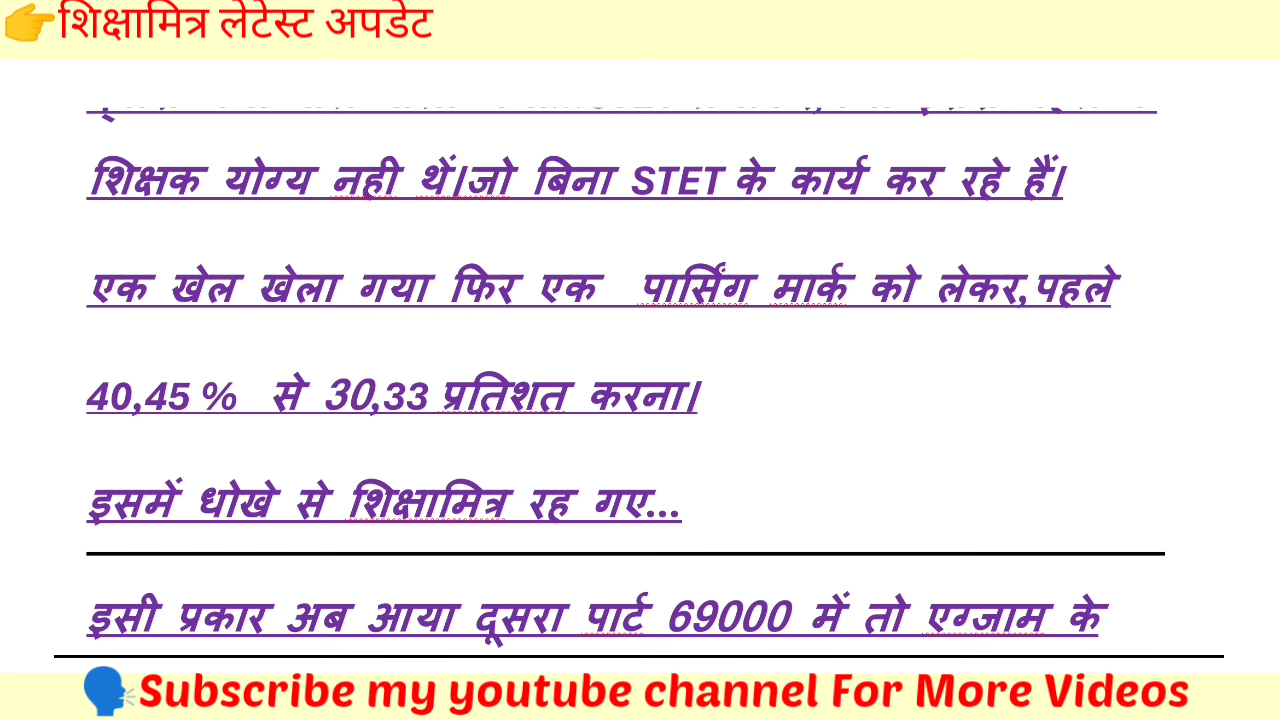 👉शिक्षामित्र लेटेस्ट अपडेट
शिक्षक योग्य नही थें|जो बिना STET के कार्य कर रहे हैं|
एक खेल खेला गया फिर एक पार्सिंग मार्क को लेकर,पहले
40,45 % से 30,33 प्रतिशत करना|
इसमें धोखे से शिक्षामित्र रह गए...
इसी प्रकार अब आया दूसरा पार्ट 69000 में तो एग्जाम के
🗣️Subscribe my youtube channel For More Videos